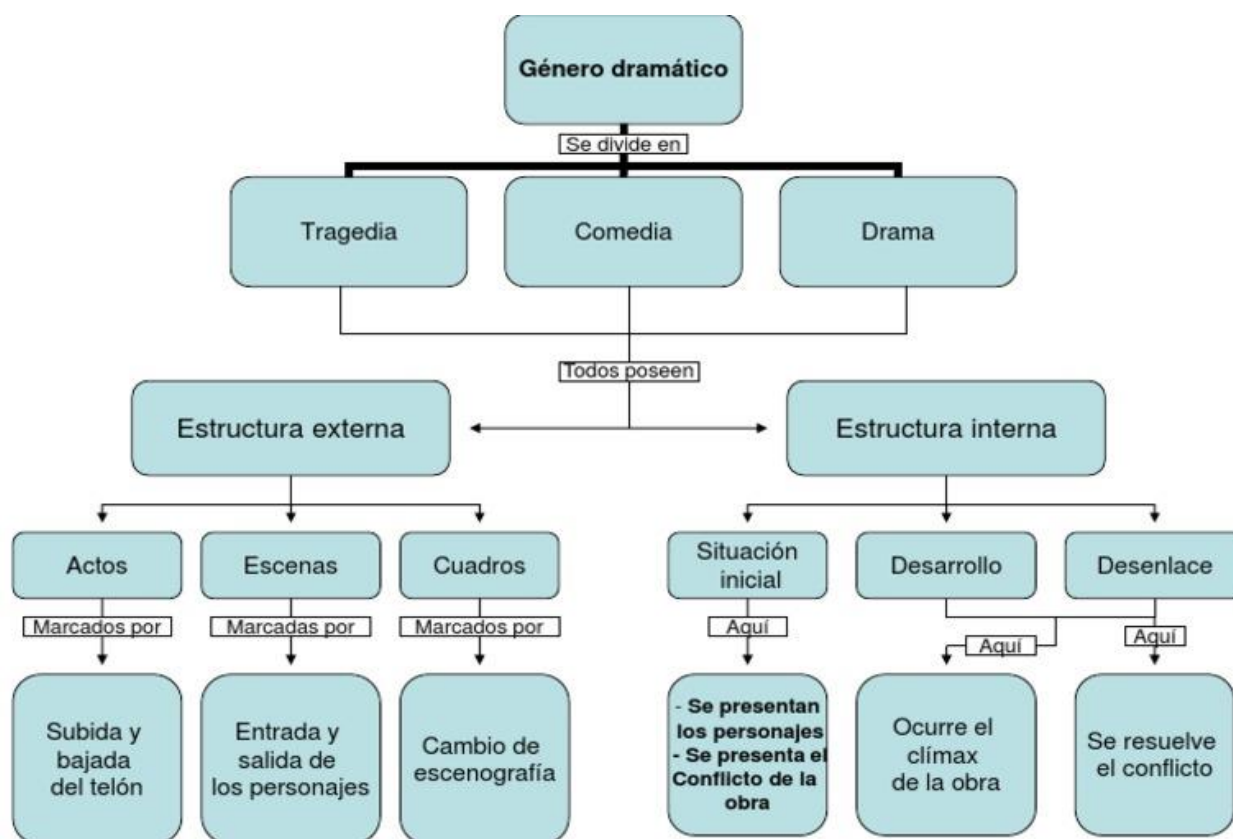 Género dramático
Se divide en
Tragedia
Comedia
Drama
Todos poseen
Estructura externa
Estructura interna
Actos
Escenas
Cuadros
Situación
inicial
Desarrollo
Desenlace
Marcados por
Marcadas por
Marcados por
Aquí
Aquí
Aquí
Subida y
bajada
del telón
Entrada y
salida de
los personajes
Cambio de
escenografía
- Se presentan
los personajes
- Se presenta el
Conflicto de la
obra
Ocurre el
clímax
de la obra
Se resuelve
el conflicto